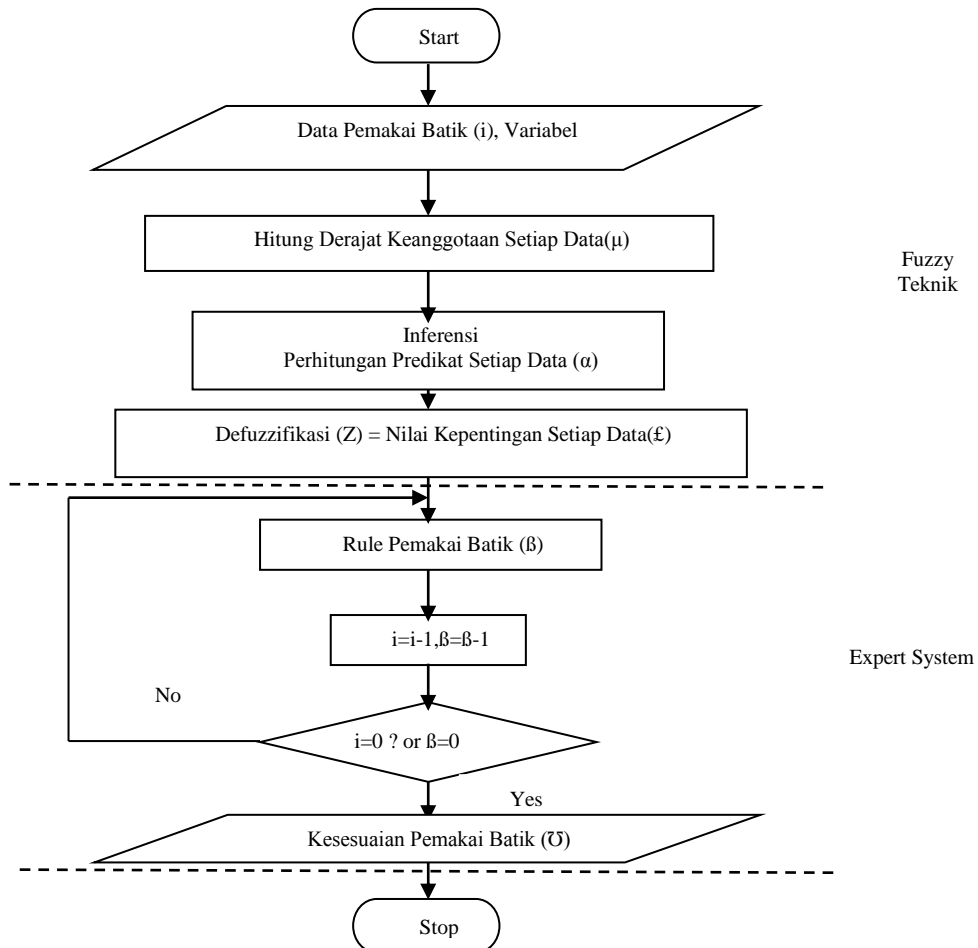 Start
Data Pemakai Batik (i), Variabel
Hitung Derajat Keanggotaan Setiap Data(μ)
Fuzzy
Teknik
Inferensi
Perhitungan Predikat Setiap Data (α)
Defuzzifikasi (Z) = Nilai Kepentingan Setiap Data(£)
Rule Pemakai Batik (ß)
i=i-1,ß=ß-1
Expert System
No
i=0 ? or ß=0
Yes
Kesesuaian Pemakai Batik (Ʊ)
Stop